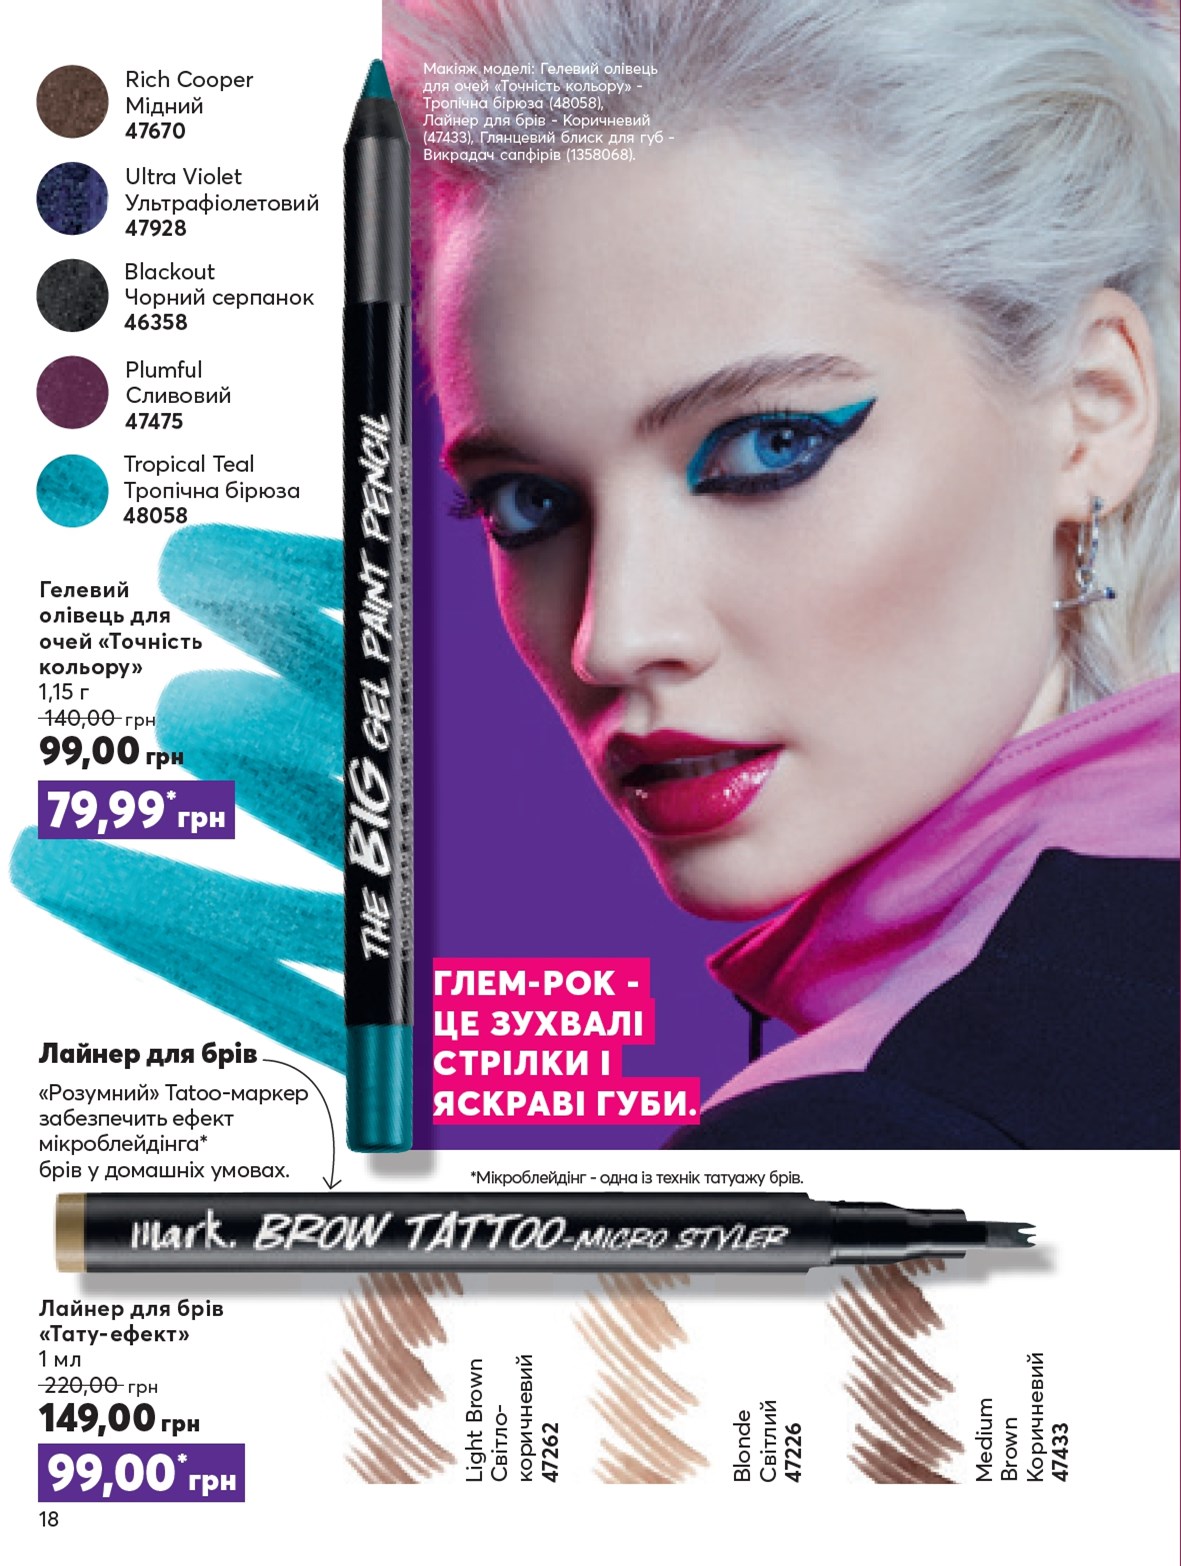 Rich Cooper
Мідний
47670
Ultra Violet
Ультрафіолетовий
47928
Blackout
Чорний серпанок
46358
Plumful
Сливовий
47475
Tropical Teal
Тропічна бірюза
48058
Макіяж моделі: Гелевий олівець
для очей «Точність кольору» -
Тропічна бірюза (48058),
Лайнер для брів - Коричневий
(47433), Глянцевий блиск для губ -
Викрадач сапфірів (1358068).
THE BIG GEL PAINT PENCIL
Гелевий
олівець для
очей «Точність
кольору»
1,15 г
140,00 грн
99,00 грн
79,99* грн
ГЛЕМ-РОК -
ЦЕ ЗУХВАЛІ
СТРІЛКИ І
ЯСКРАВІ ГУБИ.
Лайнер для брів
«Розумний» Tatoo-маркер
забезпечить ефект
мікроблейдінга*
брів у домашніх умовах.
*Мікроблейдінг - одна із технік татуажу брів.
mark. BROW TATTOO-MICRO STYLER
Лайнер для брів
«Тату-ефект»
1 мл
220,00 грн
149,00 грн
99,00* грн
Light Brown
Світло-
коричневий
47262
Blonde
Світлий
47226
Medium
Brown
Коричневий
47433
18